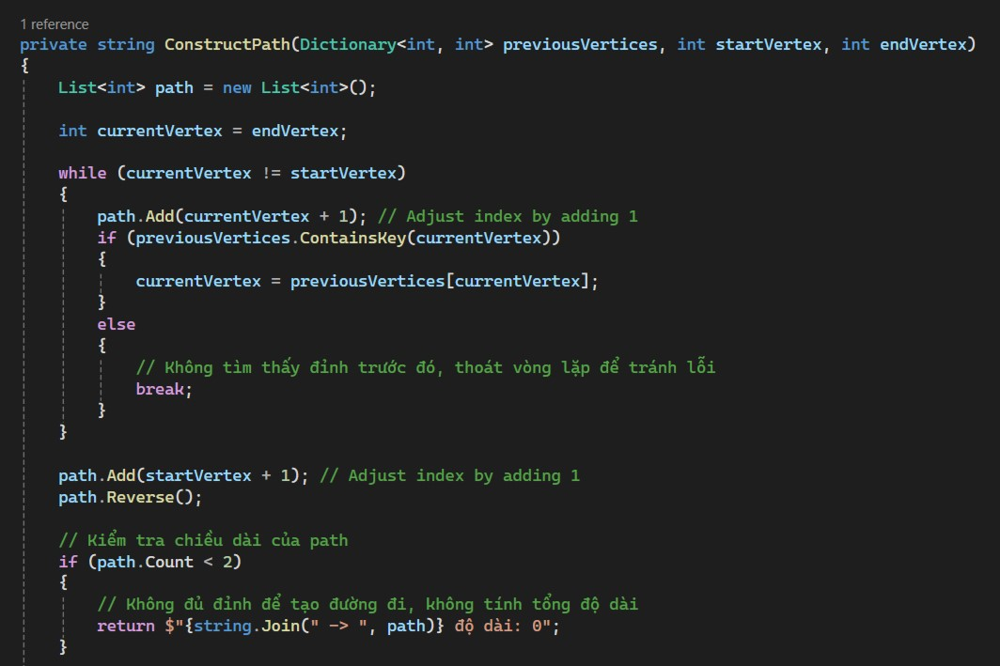 1 reference
private string ConstructPath(Dictionary<int, int> previousVertices, int startVertex, int endVertex)
{
    List<int> path = new List<int>();
    int currentVertex = endVertex;
    while (currentVertex != startVertex)
    {
        path.Add(currentVertex + 1); // Adjust index by adding 1
        if (previousVertices.ContainsKey(currentVertex))
        {
            currentVertex = previousVertices[currentVertex];
        }
        else
        {
            // Không tìm thấy đỉnh trước đó, thoát vòng lặp để tránh lỗi
            break;
        }
    }
    path.Add(startVertex + 1); // Adjust index by adding 1
    path.Reverse();
    // Kiểm tra chiều dài của path
    if (path.Count < 2)
    {
        // Không đủ đỉnh để tạo đường đi, không tính tổng độ dài
        return $"{string.Join(" -> ", path)} độ dài: 0";
    }